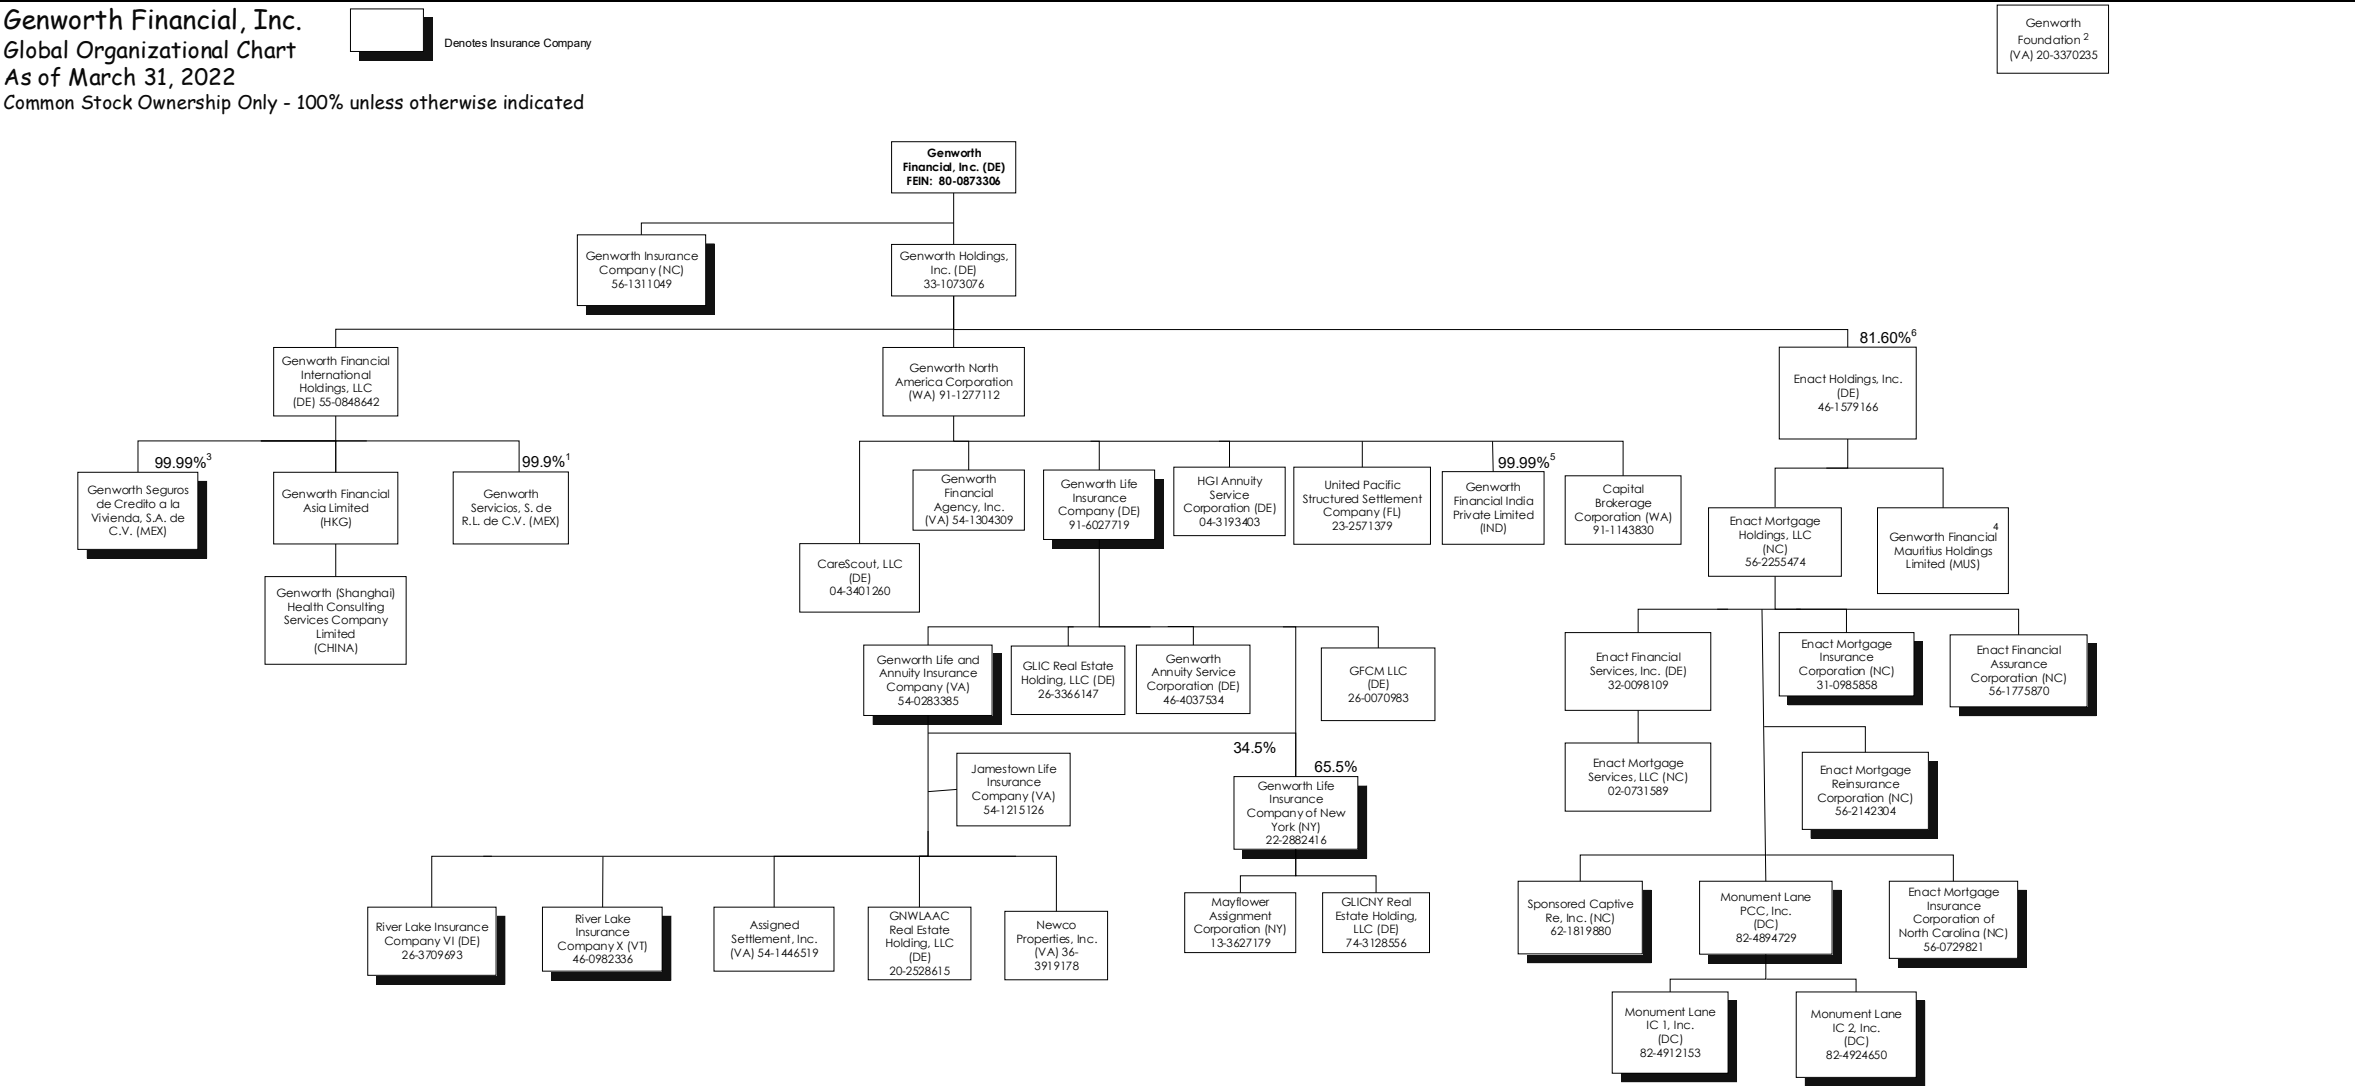 Genworth Financial, Inc.
Global Organizational Chart
As of March 31, 2022
Common Stock Ownership Only - 100% unless otherwise indicated
Denotes Insurance Company
Genworth
Foundation 2
(VA) 20-3370235
Genworth
Financial, Inc. (DE)
FEIN: 80-0873306
Genworth Insurance
Company (NC)
56-1311049
Genworth Holdings,
Inc. (DE)
33-1073076
Genworth Financial
International
Holdings, LLC
(DE) 55-0848642
Genworth North
America Corporation
(WA) 91-1277112
81.60%6
Enact Holdings, Inc.
(DE)
46-1579166
99.99%3
Genworth Seguros
de Credito a la
Vivienda, S.A. de
C.V. (MEX)
Genworth Financial
Asia Limited
(HKG)
99.9%1
Genworth
Servicios, S. de
R.L. de C.V. (MEX)
Genworth (Shanghai)
Health Consulting
Services Company
Limited
(CHINA)
CareScout, LLC
(DE)
04-3401260
Genworth
Financial
Agency, Inc.
(VA) 54-1304309
Genworth Life
Insurance
Company (DE)
91-6027719
HGI Annuity
Service
Corporation (DE)
04-3193403
United Pacific
Structured Settlement
Company (FL)
23-2571379
99.99%5
Genworth
Financial India
Private Limited
(IND)
Capital
Brokerage
Corporation (WA)
91-1143830
Enact Mortgage
Holdings, LLC
(NC)
56-2255474
4
Genworth Financial
Mauritius Holdings
Limited (MUS)
Genworth Life and
Annuity Insurance
Company (VA)
54-0283385
GLIC Real Estate
Holding, LLC (DE)
26-3366147
Genworth
Annuity Service
Corporation (DE)
46-4037534
GFCM LLC
(DE)
26-0070983
Enact Financial
Services, Inc. (DE)
32-0098109
Enact Mortgage
Insurance
Corporation (NC)
31-0985858
Enact Financial
Assurance
Corporation (NC)
56-1775870
Jamestown Life
Insurance
Company (VA)
54-1215126
34.5%
65.5%
Genworth Life
Insurance
Company of New
York (NY)
22-2882416
Enact Mortgage
Services, LLC (NC)
02-0731589
Enact Mortgage
Reinsurance
Corporation (NC)
56-2142304
River Lake Insurance
Company VI (DE)
26-3709693
River Lake
Insurance
Company X (VT)
46-0982336
Assigned
Settlement, Inc.
(VA) 54-1446519
GNWLAAC
Real Estate
Holding, LLC
(DE)
20-2528615
Newco
Properties, Inc.
(VA) 36-
3919178
Mayflower
Assignment
Corporation (NY)
13-3627179
GLICNY Real
Estate Holding,
LLC (DE)
74-3128556
Sponsored Captive
Re, Inc. (NC)
62-1819880
Monument Lane
PCC, Inc.
(DC)
82-4894729
Enact Mortgage
Insurance
Corporation of
North Carolina (NC)
56-0729821
Monument Lane
IC 1, Inc.
(DC)
82-4912153
Monument Lane
IC 2, Inc.
(DC)
82-4924650